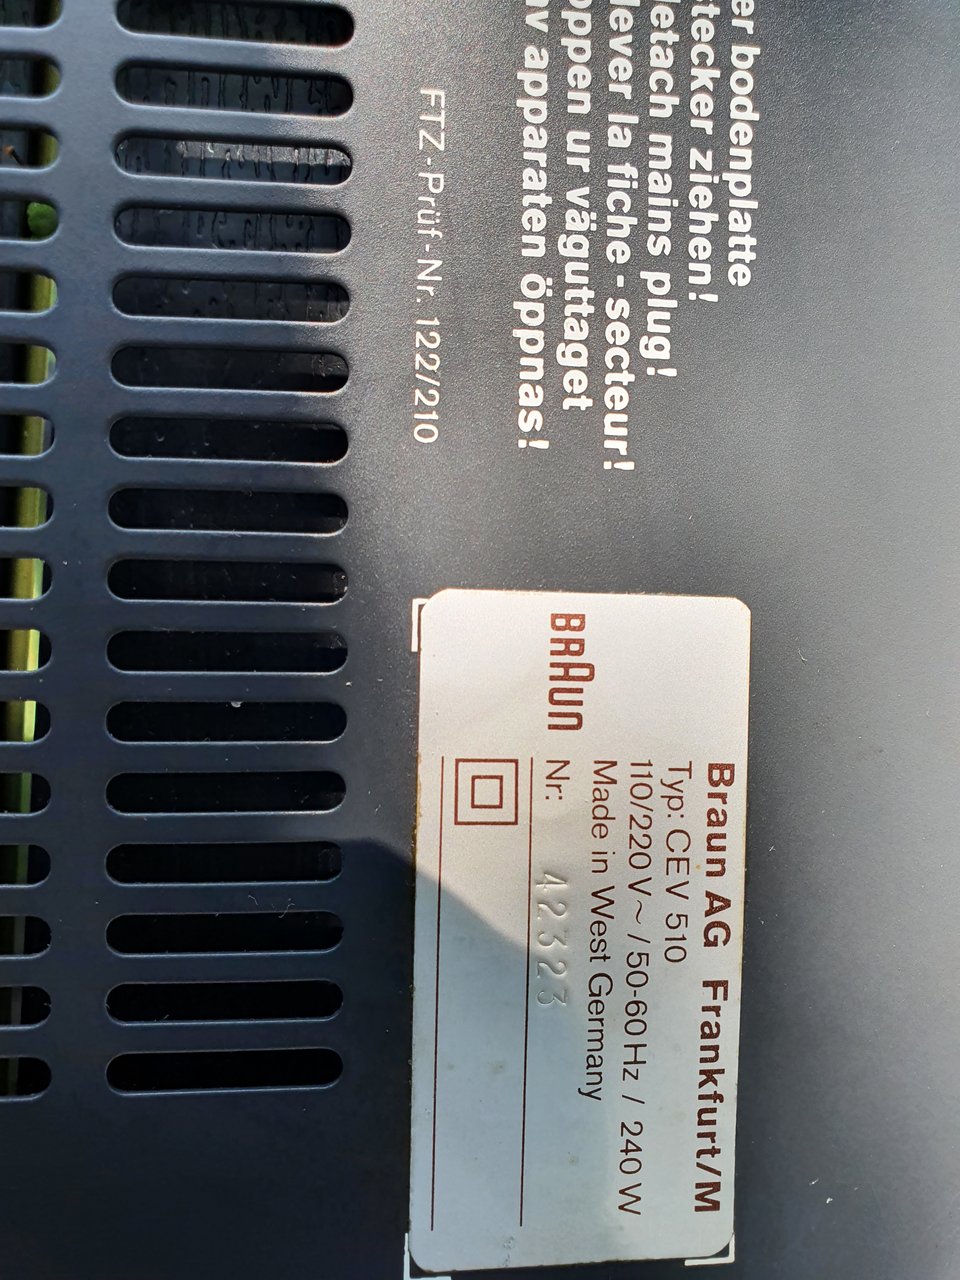 er bodenplatte
tecker ziehen!
etach mains plug!
lever la fiche - secteur!
ppen ur väguttaget
v apparaten öppnas!
FTZ - Prüf - Nr. 122/210
Braun AG Frankfurt/M
Typ: CEV 510
110/220 V~ / 50-60 Hz / 240 W
Made in West Germany
BRAUN
Nr: 42323